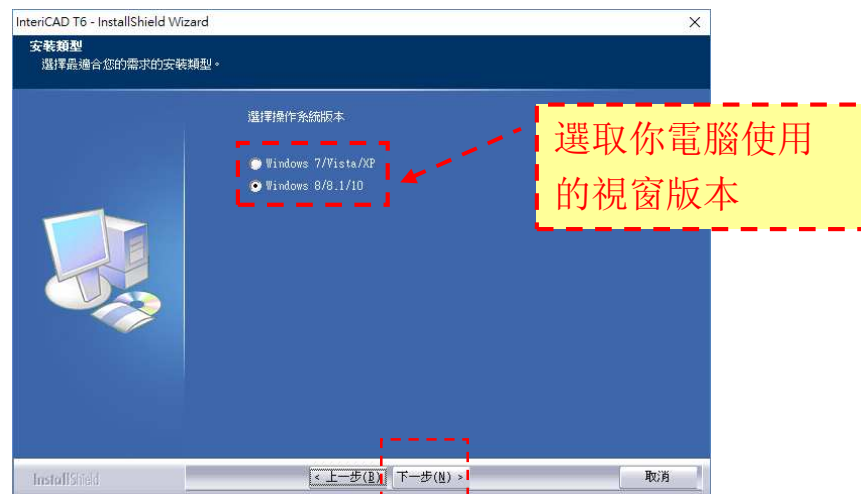 InteriCAD T6 - InstallShield Wizard
安裝類型
選擇最適合您的需求的安裝類型。
選擇操作系統版本
選取你電腦使用
的視窗版本
Windows 7/Vista/XP
Windows 8/8.1/10
InstallShield
< 上一步(B)
下一步(N) >
取消